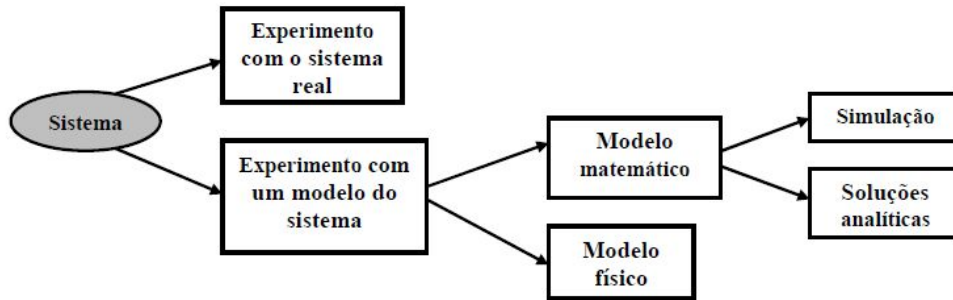 Experimento
com o sistema
real
Sistema
Experimento com
um modelo do
sistema
Modelo
matemático
Modelo
físico
Simulação
Soluções
analíticas